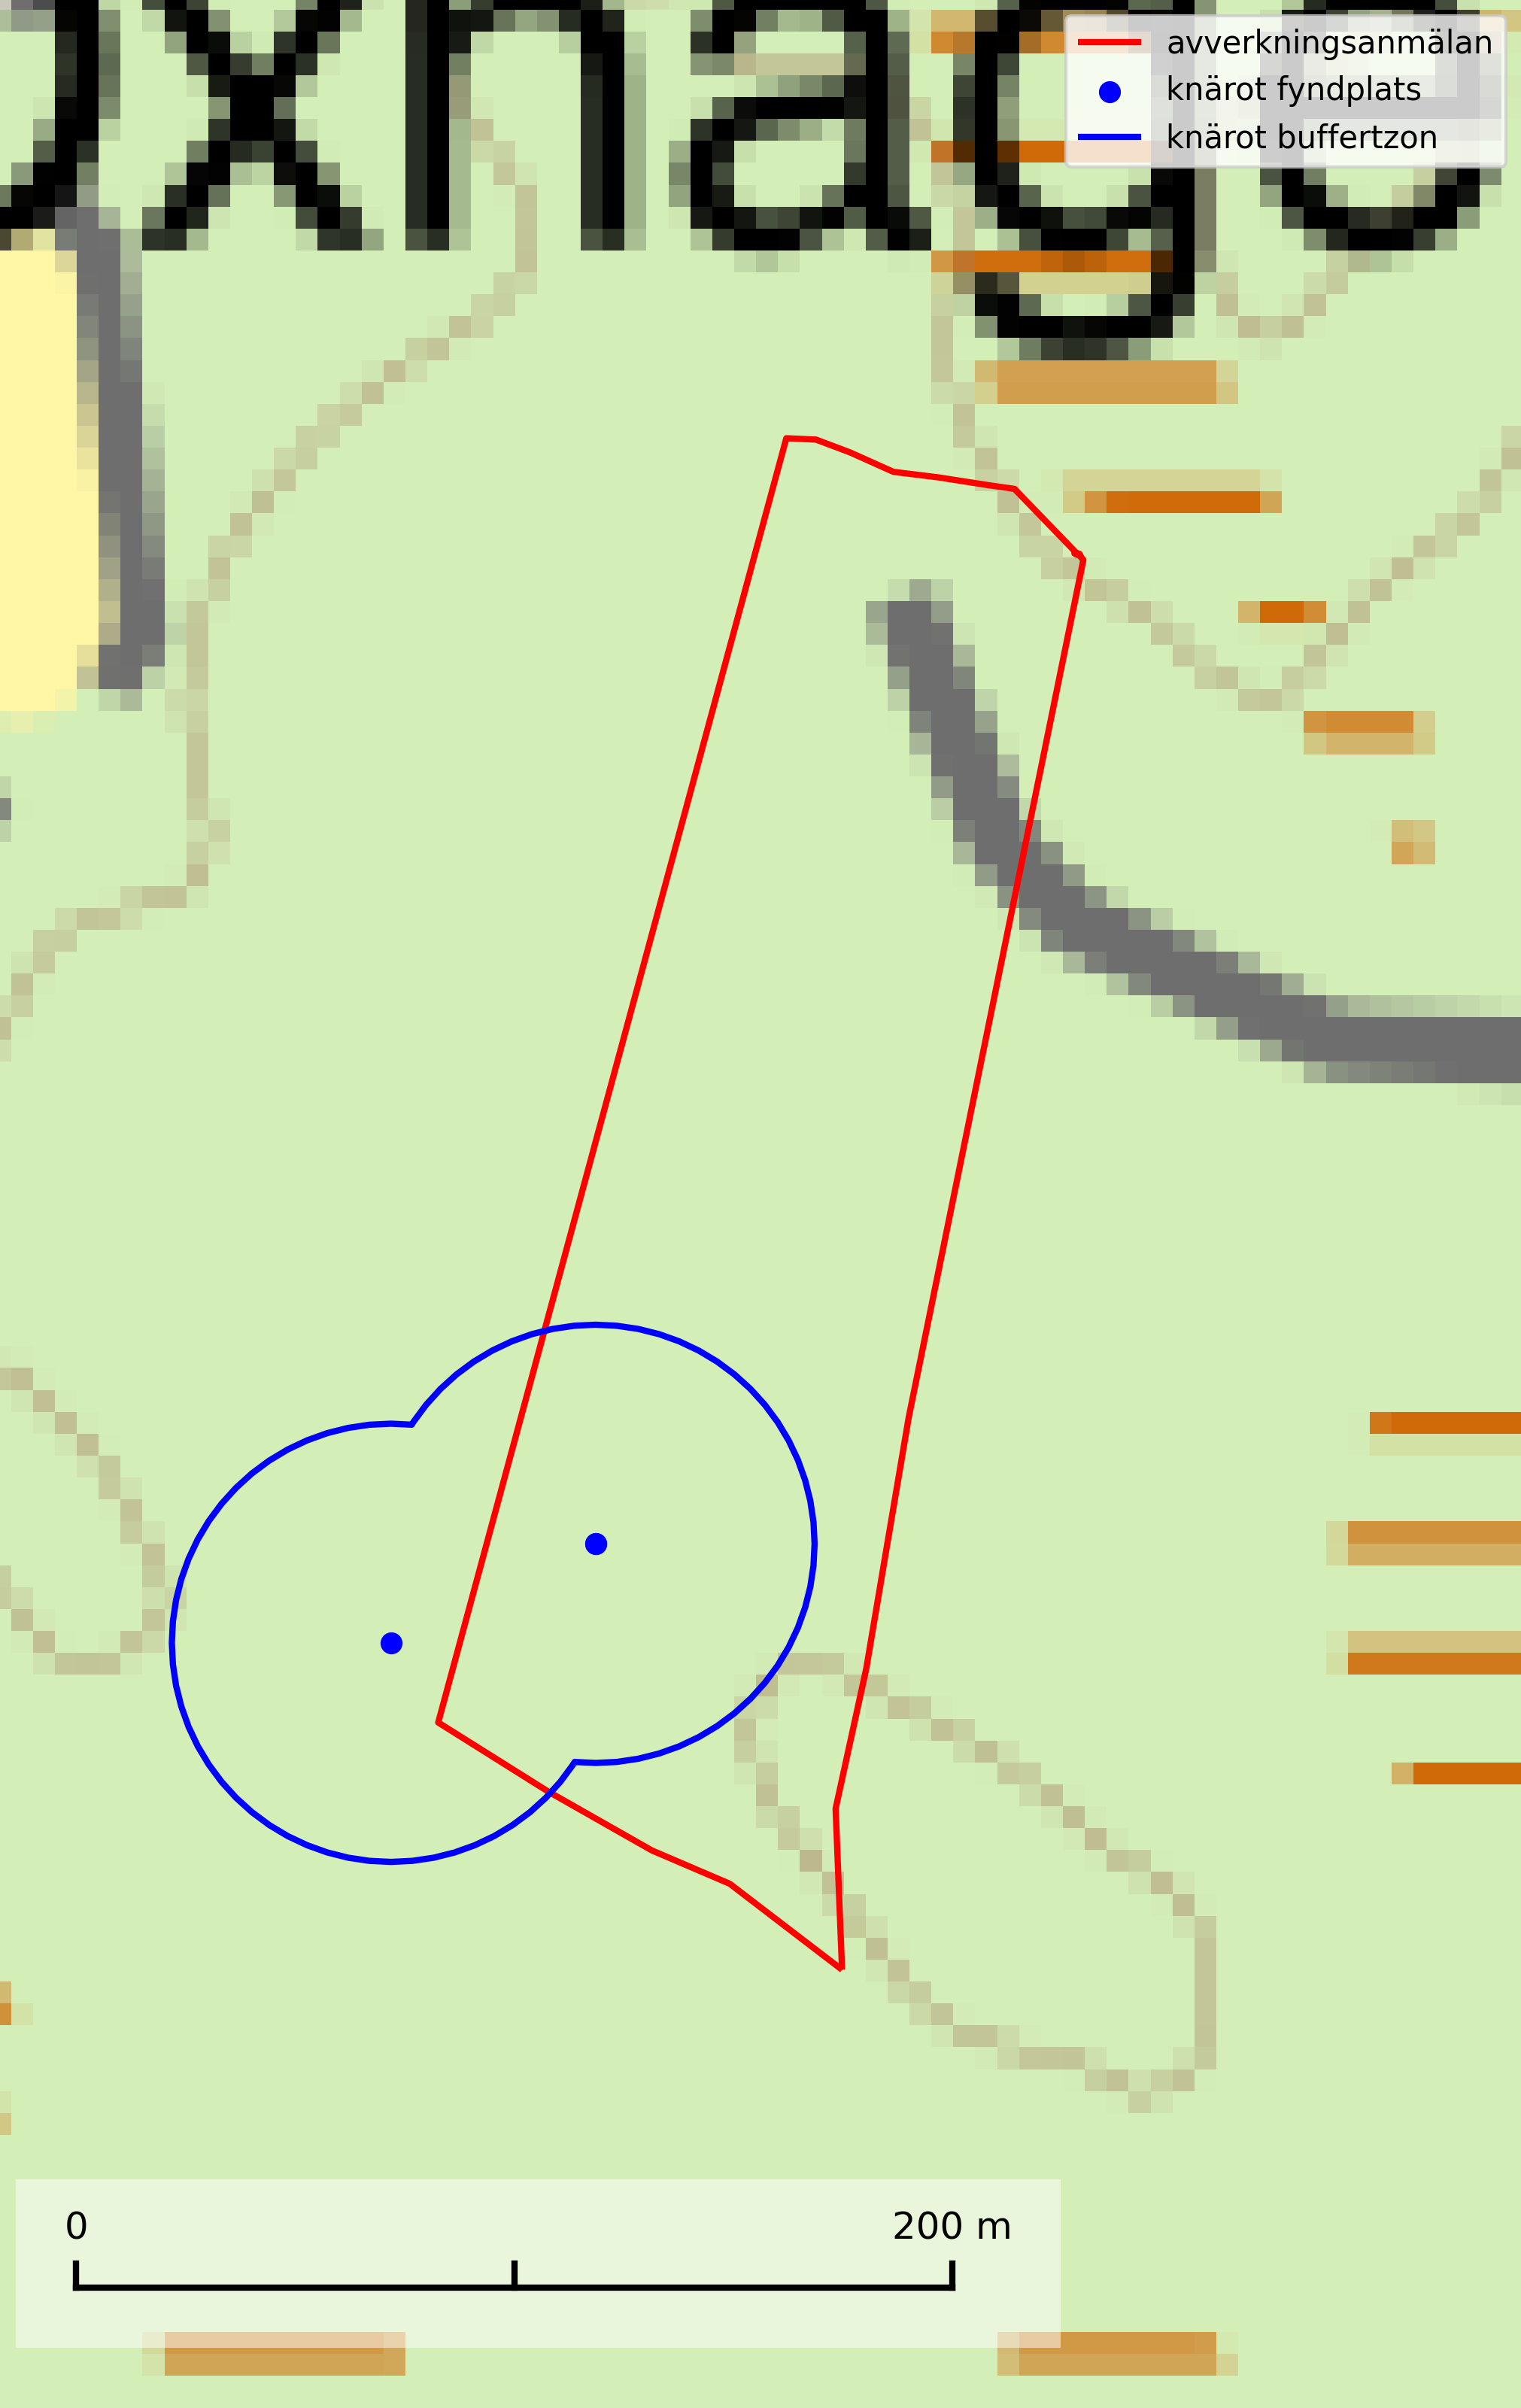 avverkningsanmälan
knärot fyndplats
knärot buffertzon
0
200 m